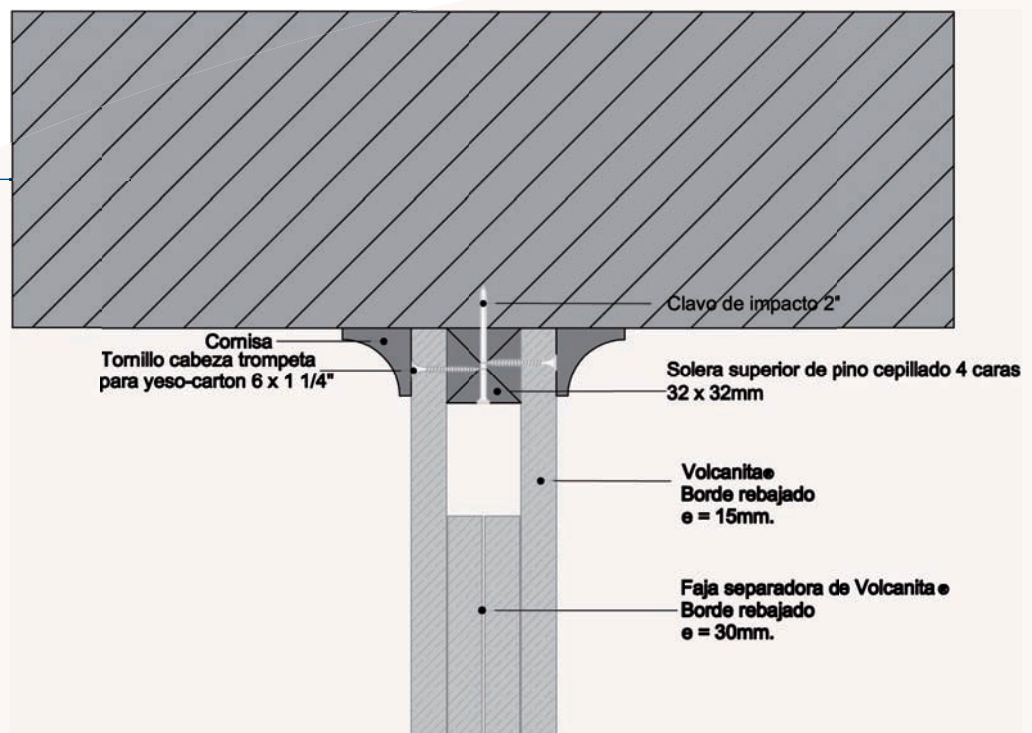 Clavo de impacto 2"
Cornisa
Tornillo cabeza trompeta
para yeso-carton 6 x 1 1/4"
Solera superior de pino cepillado 4 caras
32 x 32mm
Volcanita®
Borde rebajado
e = 15mm.
Faja separadora de Volcanita®
Borde rebajado
e = 30mm.